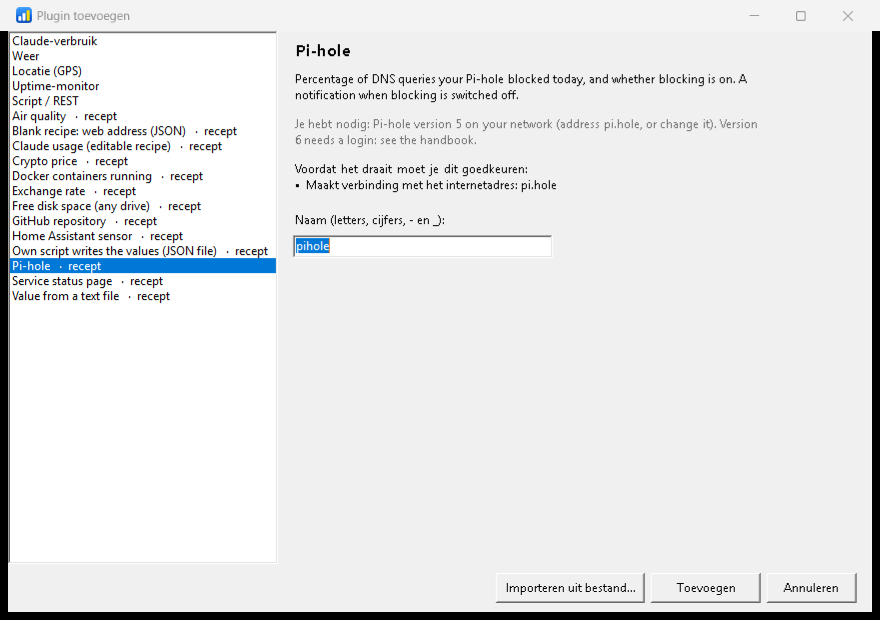 Plugin toevoegen
Claude-verbruik
Weer
Locatie (GPS)
Uptime-monitor
Script / REST
Air quality · recept
Blank recipe: web address (JSON) · recept
Claude usage (editable recipe) · recept
Crypto price · recept
Docker containers running · recept
Exchange rate · recept
Free disk space (any drive) · recept
GitHub repository · recept
Home Assistant sensor · recept
Own script writes the values (JSON file) · recept
Pi-hole · recept
Service status page · recept
Value from a text file · recept
Pi-hole
Percentage of DNS queries your Pi-hole blocked today, and whether blocking is on. A
notification when blocking is switched off.
Je hebt nodig: Pi-hole version 5 on your network (address pi.hole, or change it). Version
6 needs a login: see the handbook.
Voordat het draait moet je dit goedkeuren:
• Maakt verbinding met het internetadres: pi.hole
Naam (letters, cijfers, - en _):
pihole
Importeren uit bestand...
Toevoegen
Annuleren